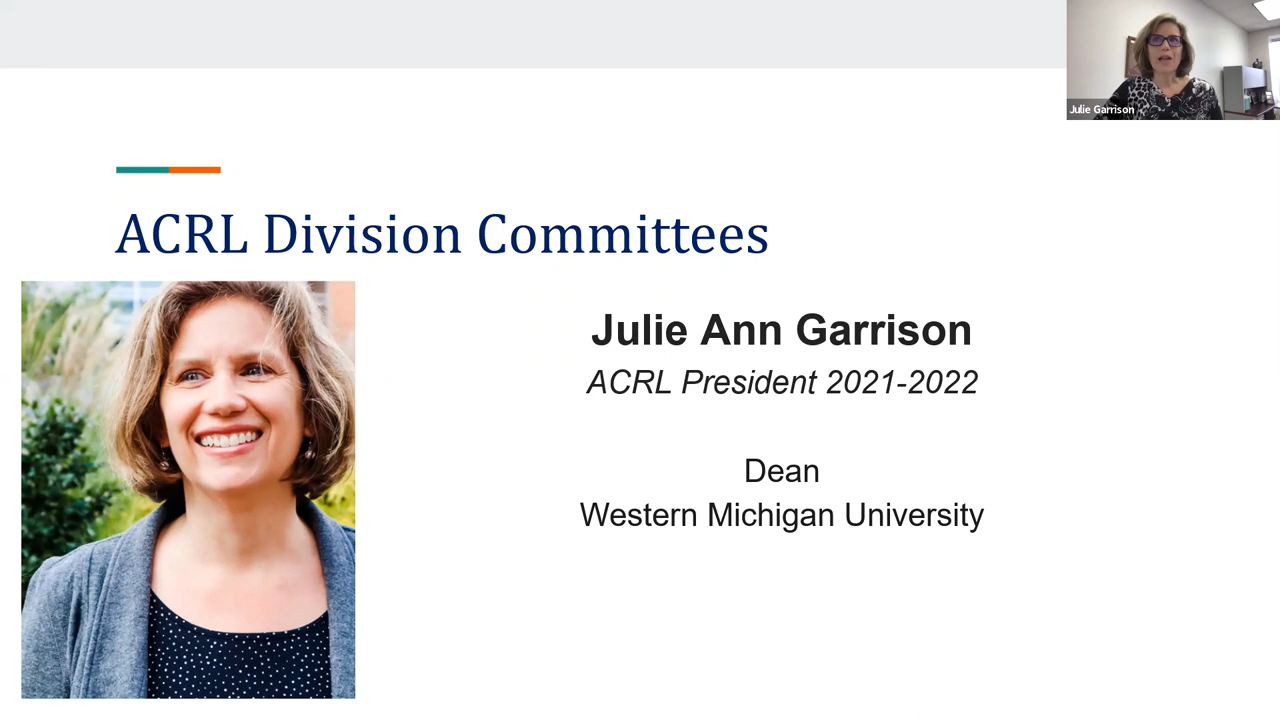 Julie Garrison
ACRL Division Committees
Julie Ann Garrison
ACRL President 2021-2022
Dean
Western Michigan University